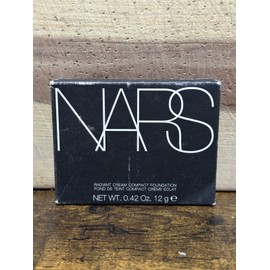 NARS
RADIANT CREAM COMPACT FOUNDATION
FOND DE TEINT COMPACT CRÈME ÉCLAT
NET WT. 0.42 Oz. 12 g ℮